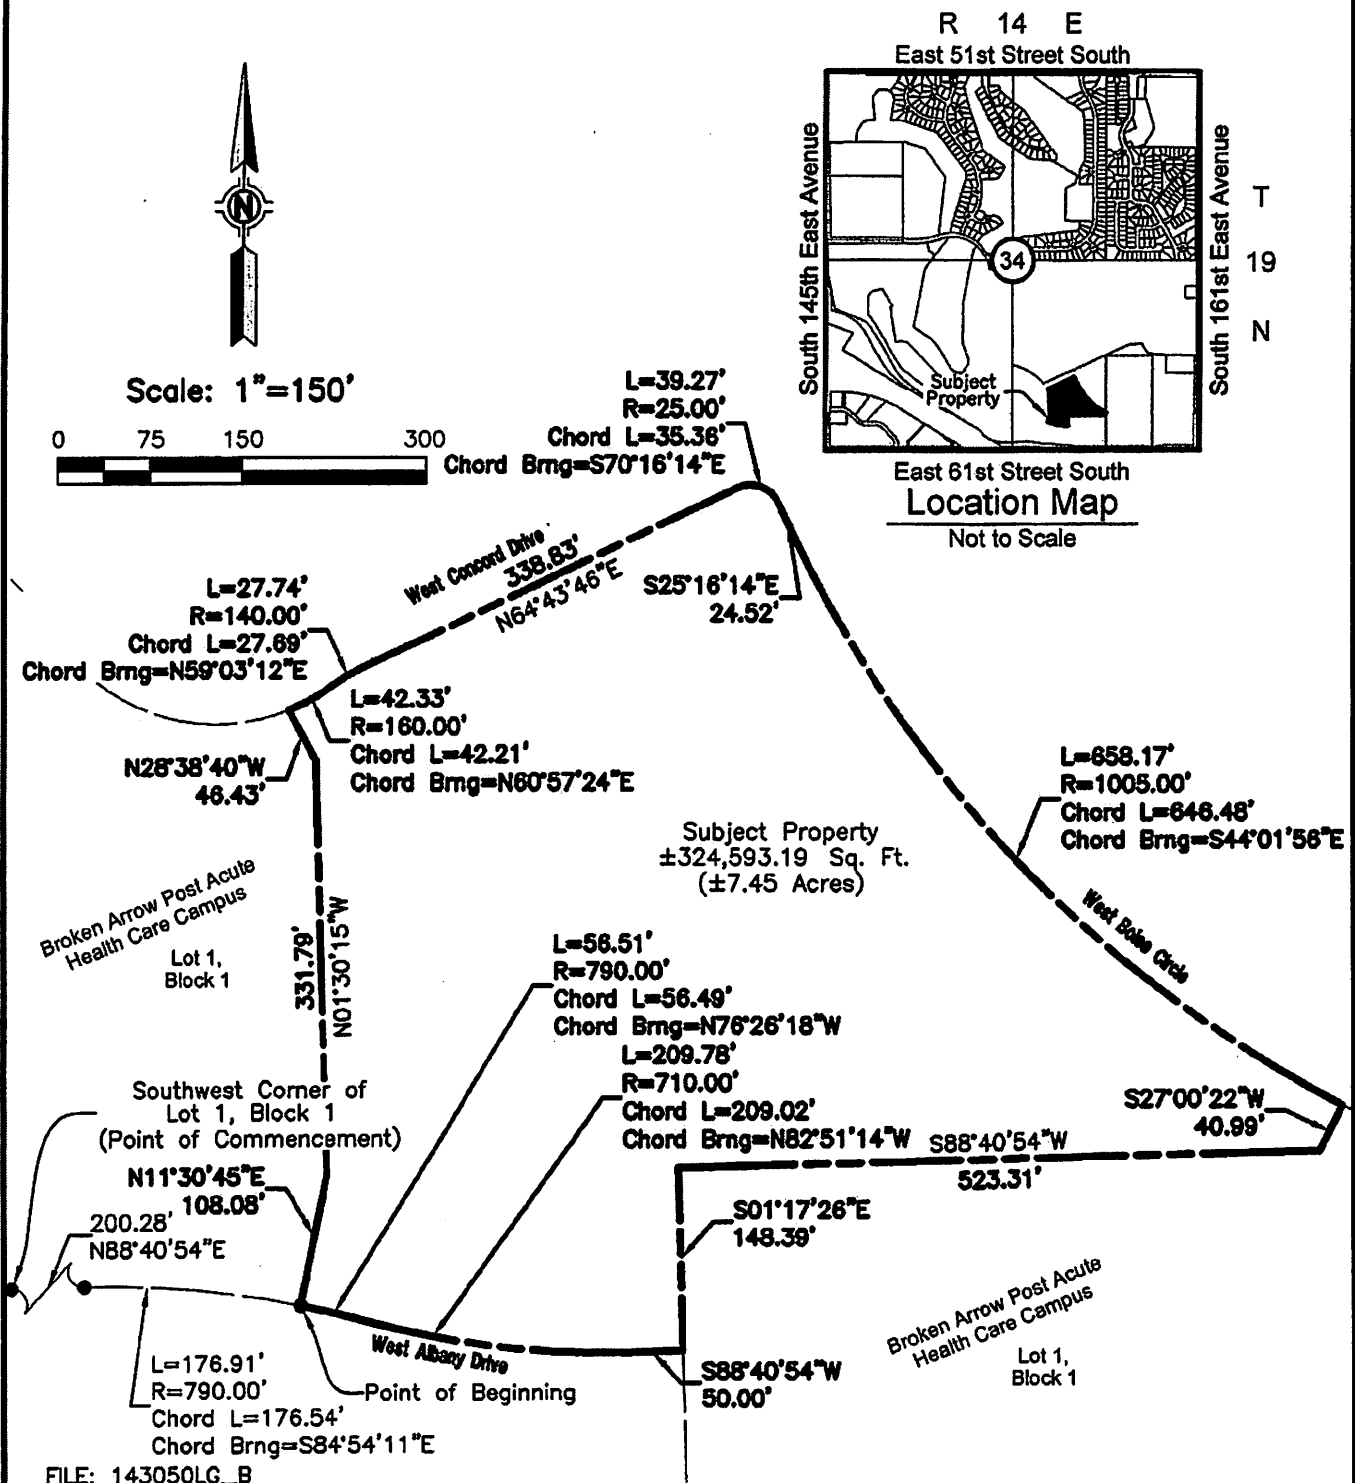 R 14 E
East 51st Street South
South 145th East Avenue
South 161st East Avenue
T
19
N
34
Subject
Property
East 61st Street South
Location Map
Not to Scale
N
Scale: 1"=150'
0 75 150 300
L=39.27'
R=25.00'
Chord L=35.36'
Chord Brng=S70°16'14"E
West Concord Drive
338.83'
N64°43'46"E
S25°16'14"E
24.52'
L=27.74'
R=140.00'
Chord L=27.69'
Chord Brng=N59°03'12"E
L=42.33'
R=160.00'
Chord L=42.21'
Chord Brng=N60°57'24"E
N28°38'40"W
46.43'
L=658.17'
R=1005.00'
Chord L=646.48'
Chord Brng=S44°01'56"E
Subject Property
±324,593.19 Sq. Ft.
(±7.45 Acres)
West Boise Circle
Broken Arrow Post Acute
Health Care Campus
Lot 1,
Block 1
331.79'
N01°30'15"W
L=56.51'
R=790.00'
Chord L=56.49'
Chord Brng=N76°26'18"W
L=209.78'
R=710.00'
Chord L=209.02'
Chord Brng=N82°51'14"W
Southwest Corner of
Lot 1, Block 1
(Point of Commencement)
N11°30'45"E
108.08'
200.28'
N88°40'54"E
S88°40'54"W
523.31'
S27°00'22"W
40.99'
S01°17'26"E
148.39'
Broken Arrow Post Acute
Health Care Campus
Lot 1,
Block 1
West Albany Drive
S88°40'54"W
50.00'
Point of Beginning
L=176.91'
R=790.00'
Chord L=176.54'
Chord Brng=S84°54'11"E
FILE: 143050LG_B